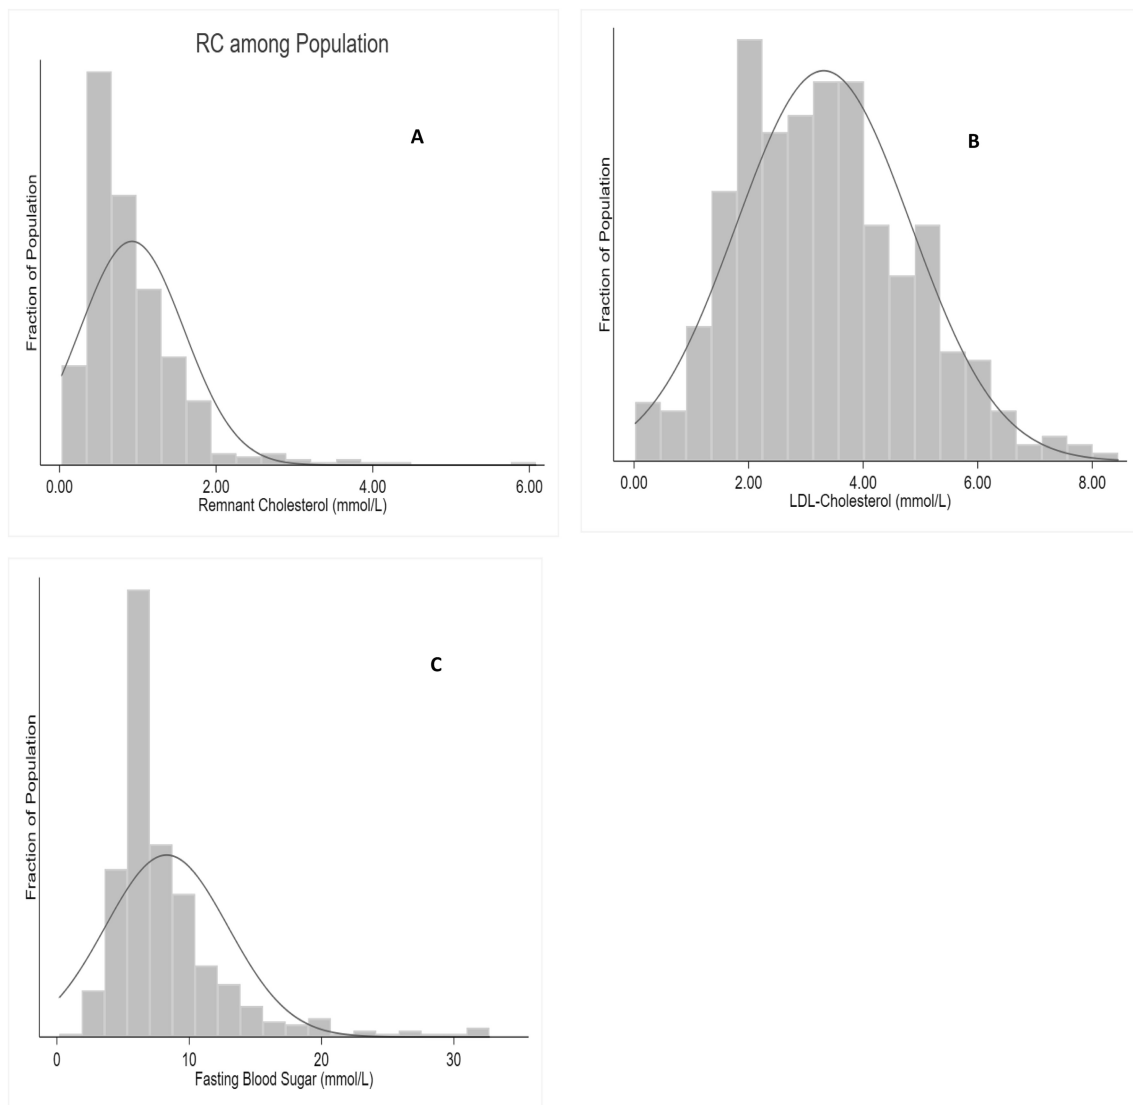 RC among Population
A
Fraction of Population
0.00 2.00 4.00 6.00
Remnant Cholesterol (mmol/L)
B
Fraction of Population
0.00 2.00 4.00 6.00 8.00
LDL-Cholesterol (mmol/L)
C
Fraction of Population
0 10 20 30
Fasting Blood Sugar (mmol/L)